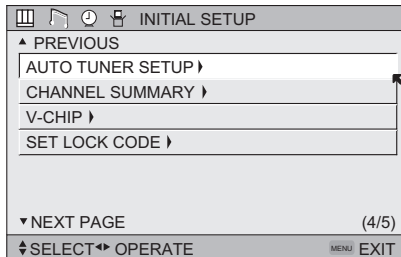 INITIAL SETUP
▲ PREVIOUS
AUTO TUNER SETUP
CHANNEL SUMMARY
V-CHIP
SET LOCK CODE
▼NEXT PAGE (4/5)
SELECT OPERATE MENU EXIT